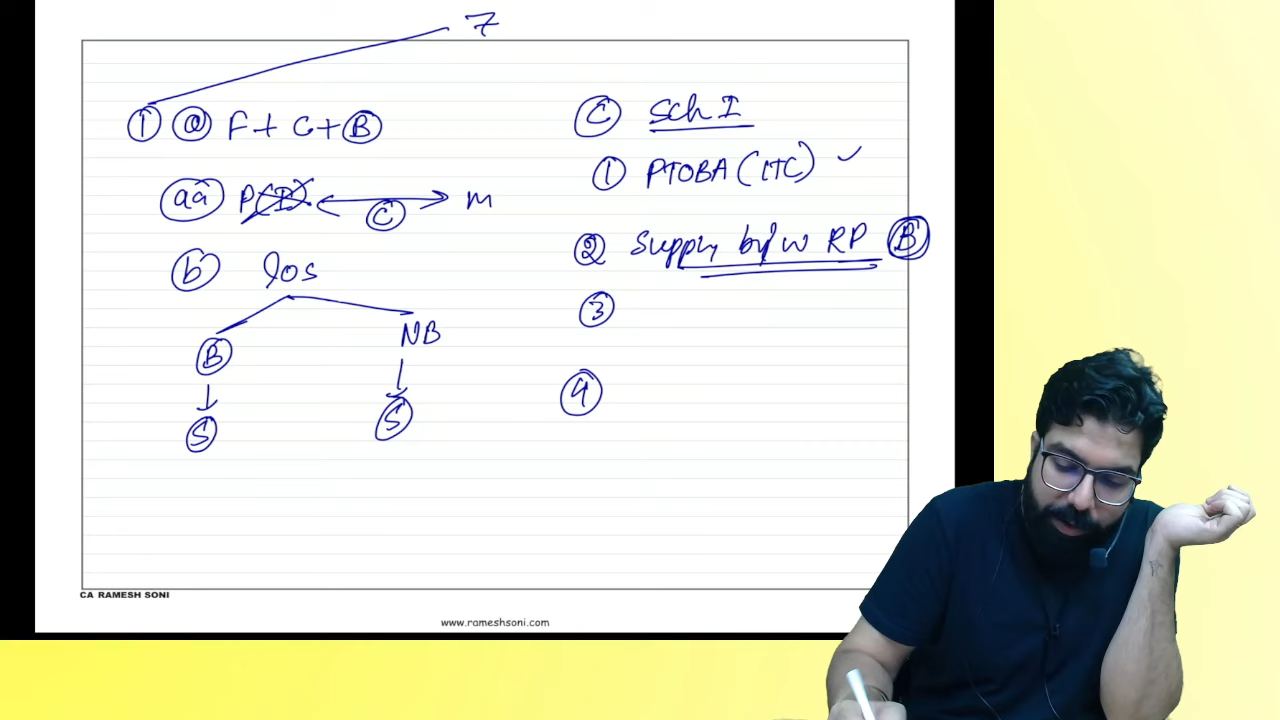 7
① ⓐ F + C + Ⓑ
aa P(I) Ⓒ m
ⓑ IOS
Ⓑ NB
Ⓢ Ⓢ
Ⓒ Sch I
① PTOBA (ITC) ✓
② Supply b/w RP Ⓑ
③
④
CA RAMESH SONI
www.rameshsoni.com